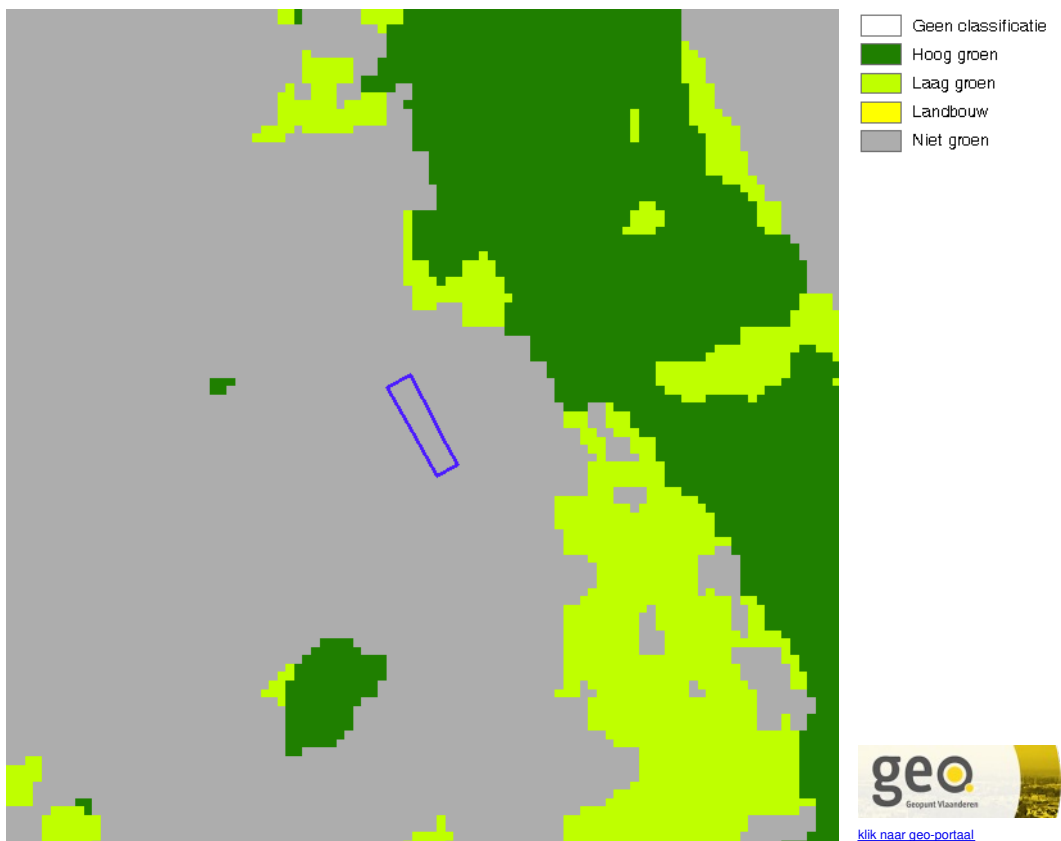 Geen classificatie
Hoog groen
Laag groen
Landbouw
Niet groen
geo
Geopunt Vlaanderen
klik naar geo-portaal